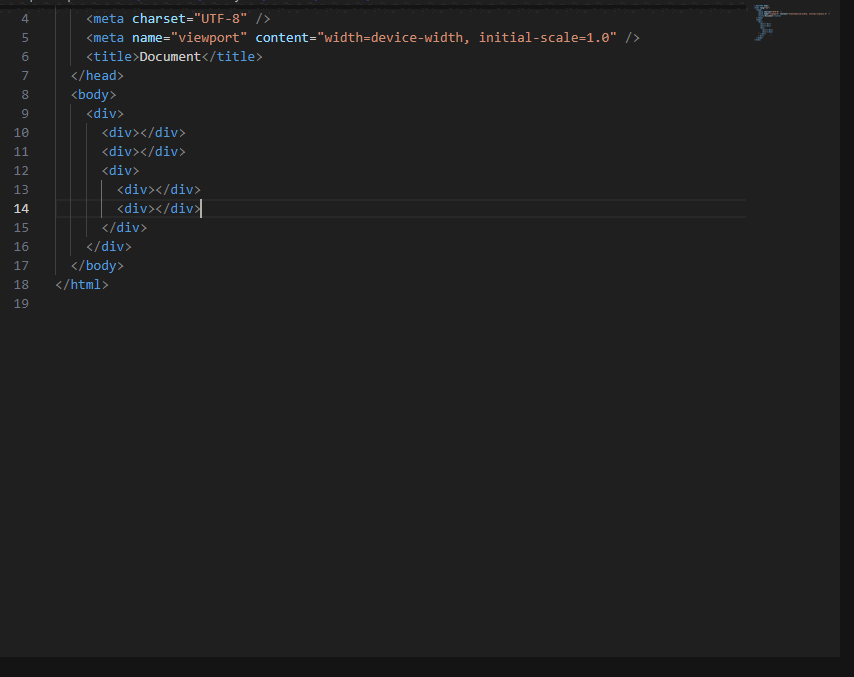 4 <meta charset="UTF-8" />
5 <meta name="viewport" content="width=device-width, initial-scale=1.0" />
6 <title>Document</title>
7 </head>
8 <body>
9 <div>
10 <div></div>
11 <div></div>
12 <div>
13 <div></div>
14 <div></div>
15 </div>
16 </div>
17 </body>
18 </html>
19